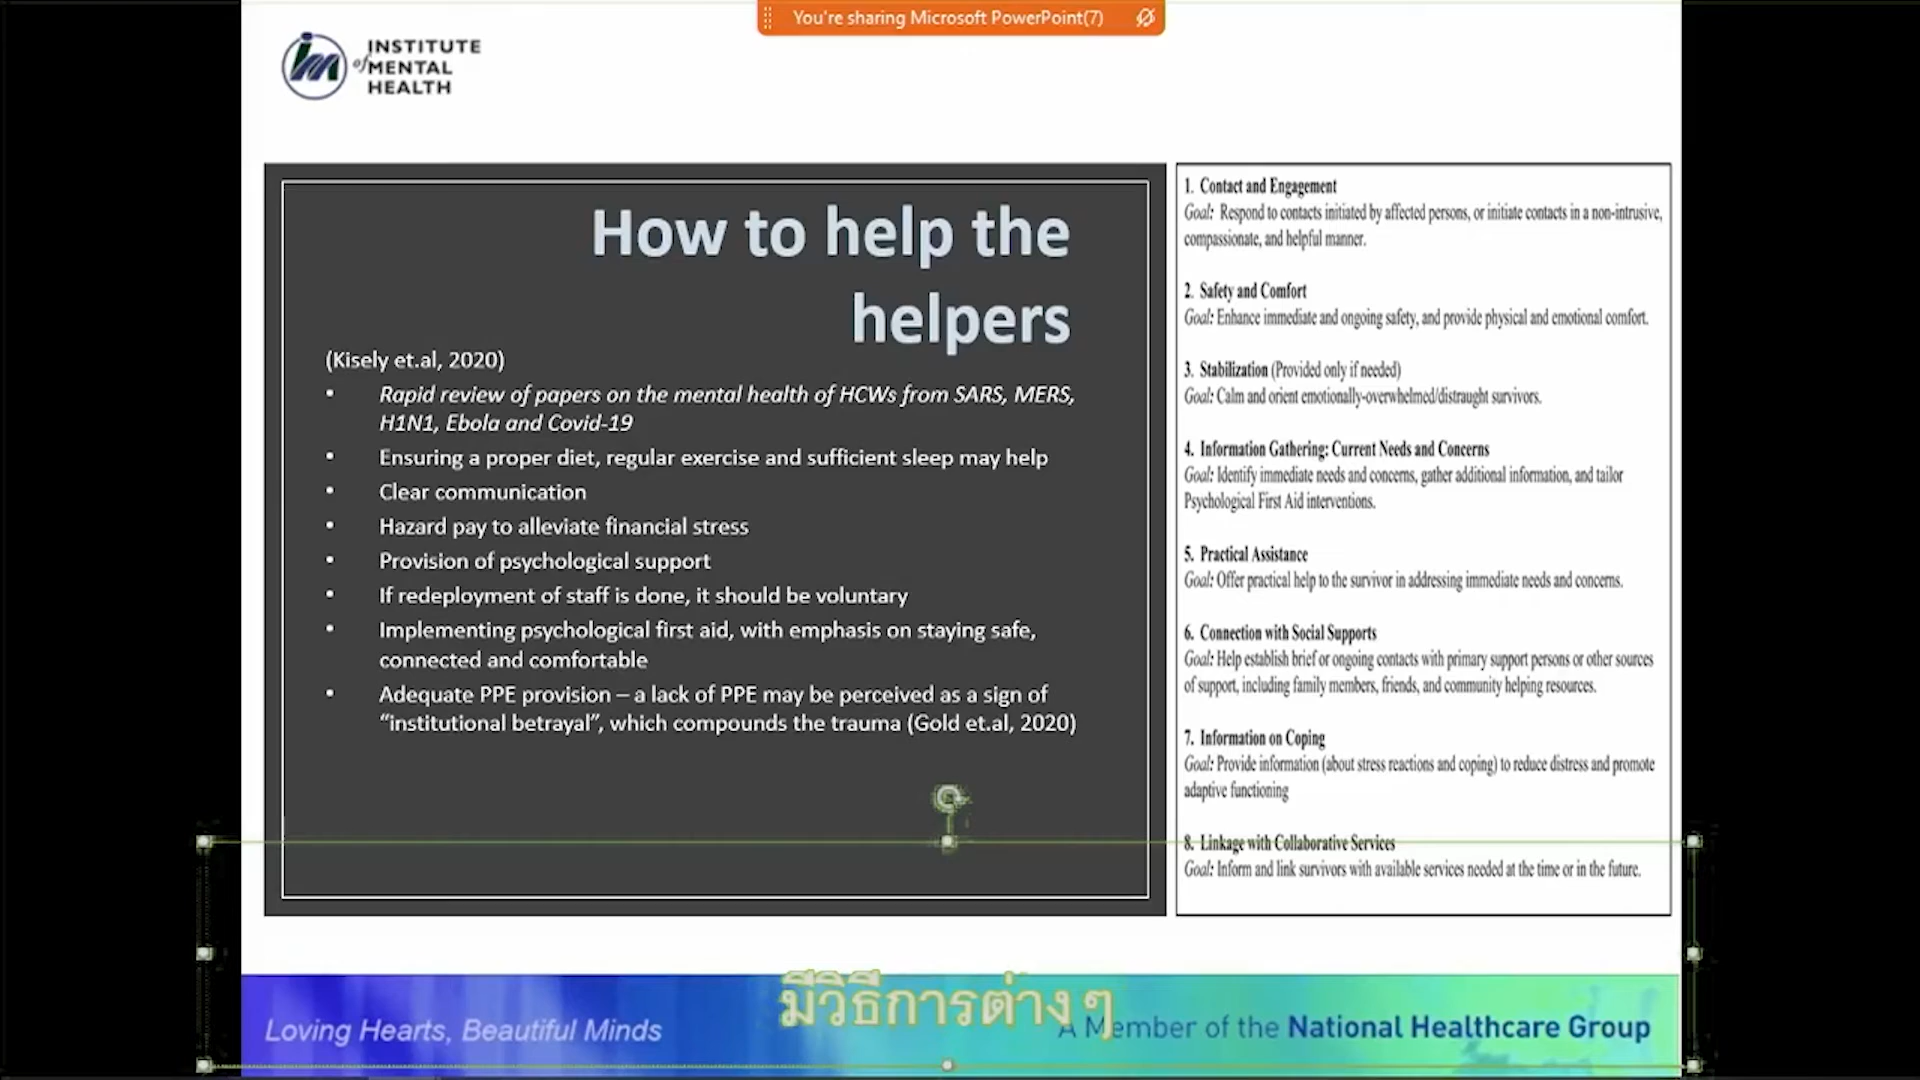 You're sharing Microsoft PowerPoint(7)
INSTITUTE
of MENTAL
HEALTH
How to help the
helpers
(Kisely et.al, 2020)
• Rapid review of papers on the mental health of HCWs from SARS, MERS,
H1N1, Ebola and Covid-19
• Ensuring a proper diet, regular exercise and sufficient sleep may help
• Clear communication
• Hazard pay to alleviate financial stress
• Provision of psychological support
• If redeployment of staff is done, it should be voluntary
• Implementing psychological first aid, with emphasis on staying safe,
connected and comfortable
• Adequate PPE provision – a lack of PPE may be perceived as a sign of
“institutional betrayal”, which compounds the trauma (Gold et.al, 2020)
1. Contact and Engagement
Goal: Respond to contacts initiated by affected persons, or initiate contacts in a non-intrusive,
compassionate, and helpful manner.
2. Safety and Comfort
Goal: Enhance immediate and ongoing safety, and provide physical and emotional comfort.
3. Stabilization (Provided only if needed)
Goal: Calm and orient emotionally-overwhelmed/distraught survivors.
4. Information Gathering: Current Needs and Concerns
Goal: Identify immediate needs and concerns, gather additional information, and tailor
Psychological First Aid interventions.
5. Practical Assistance
Goal: Offer practical help to the survivor in addressing immediate needs and concerns.
6. Connection with Social Supports
Goal: Help establish brief or ongoing contacts with primary support persons or other sources
of support, including family members, friends, and community helping resources.
7. Information on Coping
Goal: Provide information (about stress reactions and coping) to reduce distress and promote
adaptive functioning
8. Linkage with Collaborative Services
Goal: Inform and link survivors with available services needed at the time or in the future.
มีวิธีการต่างๆ
Loving Hearts, Beautiful Minds
A Member of the National Healthcare Group